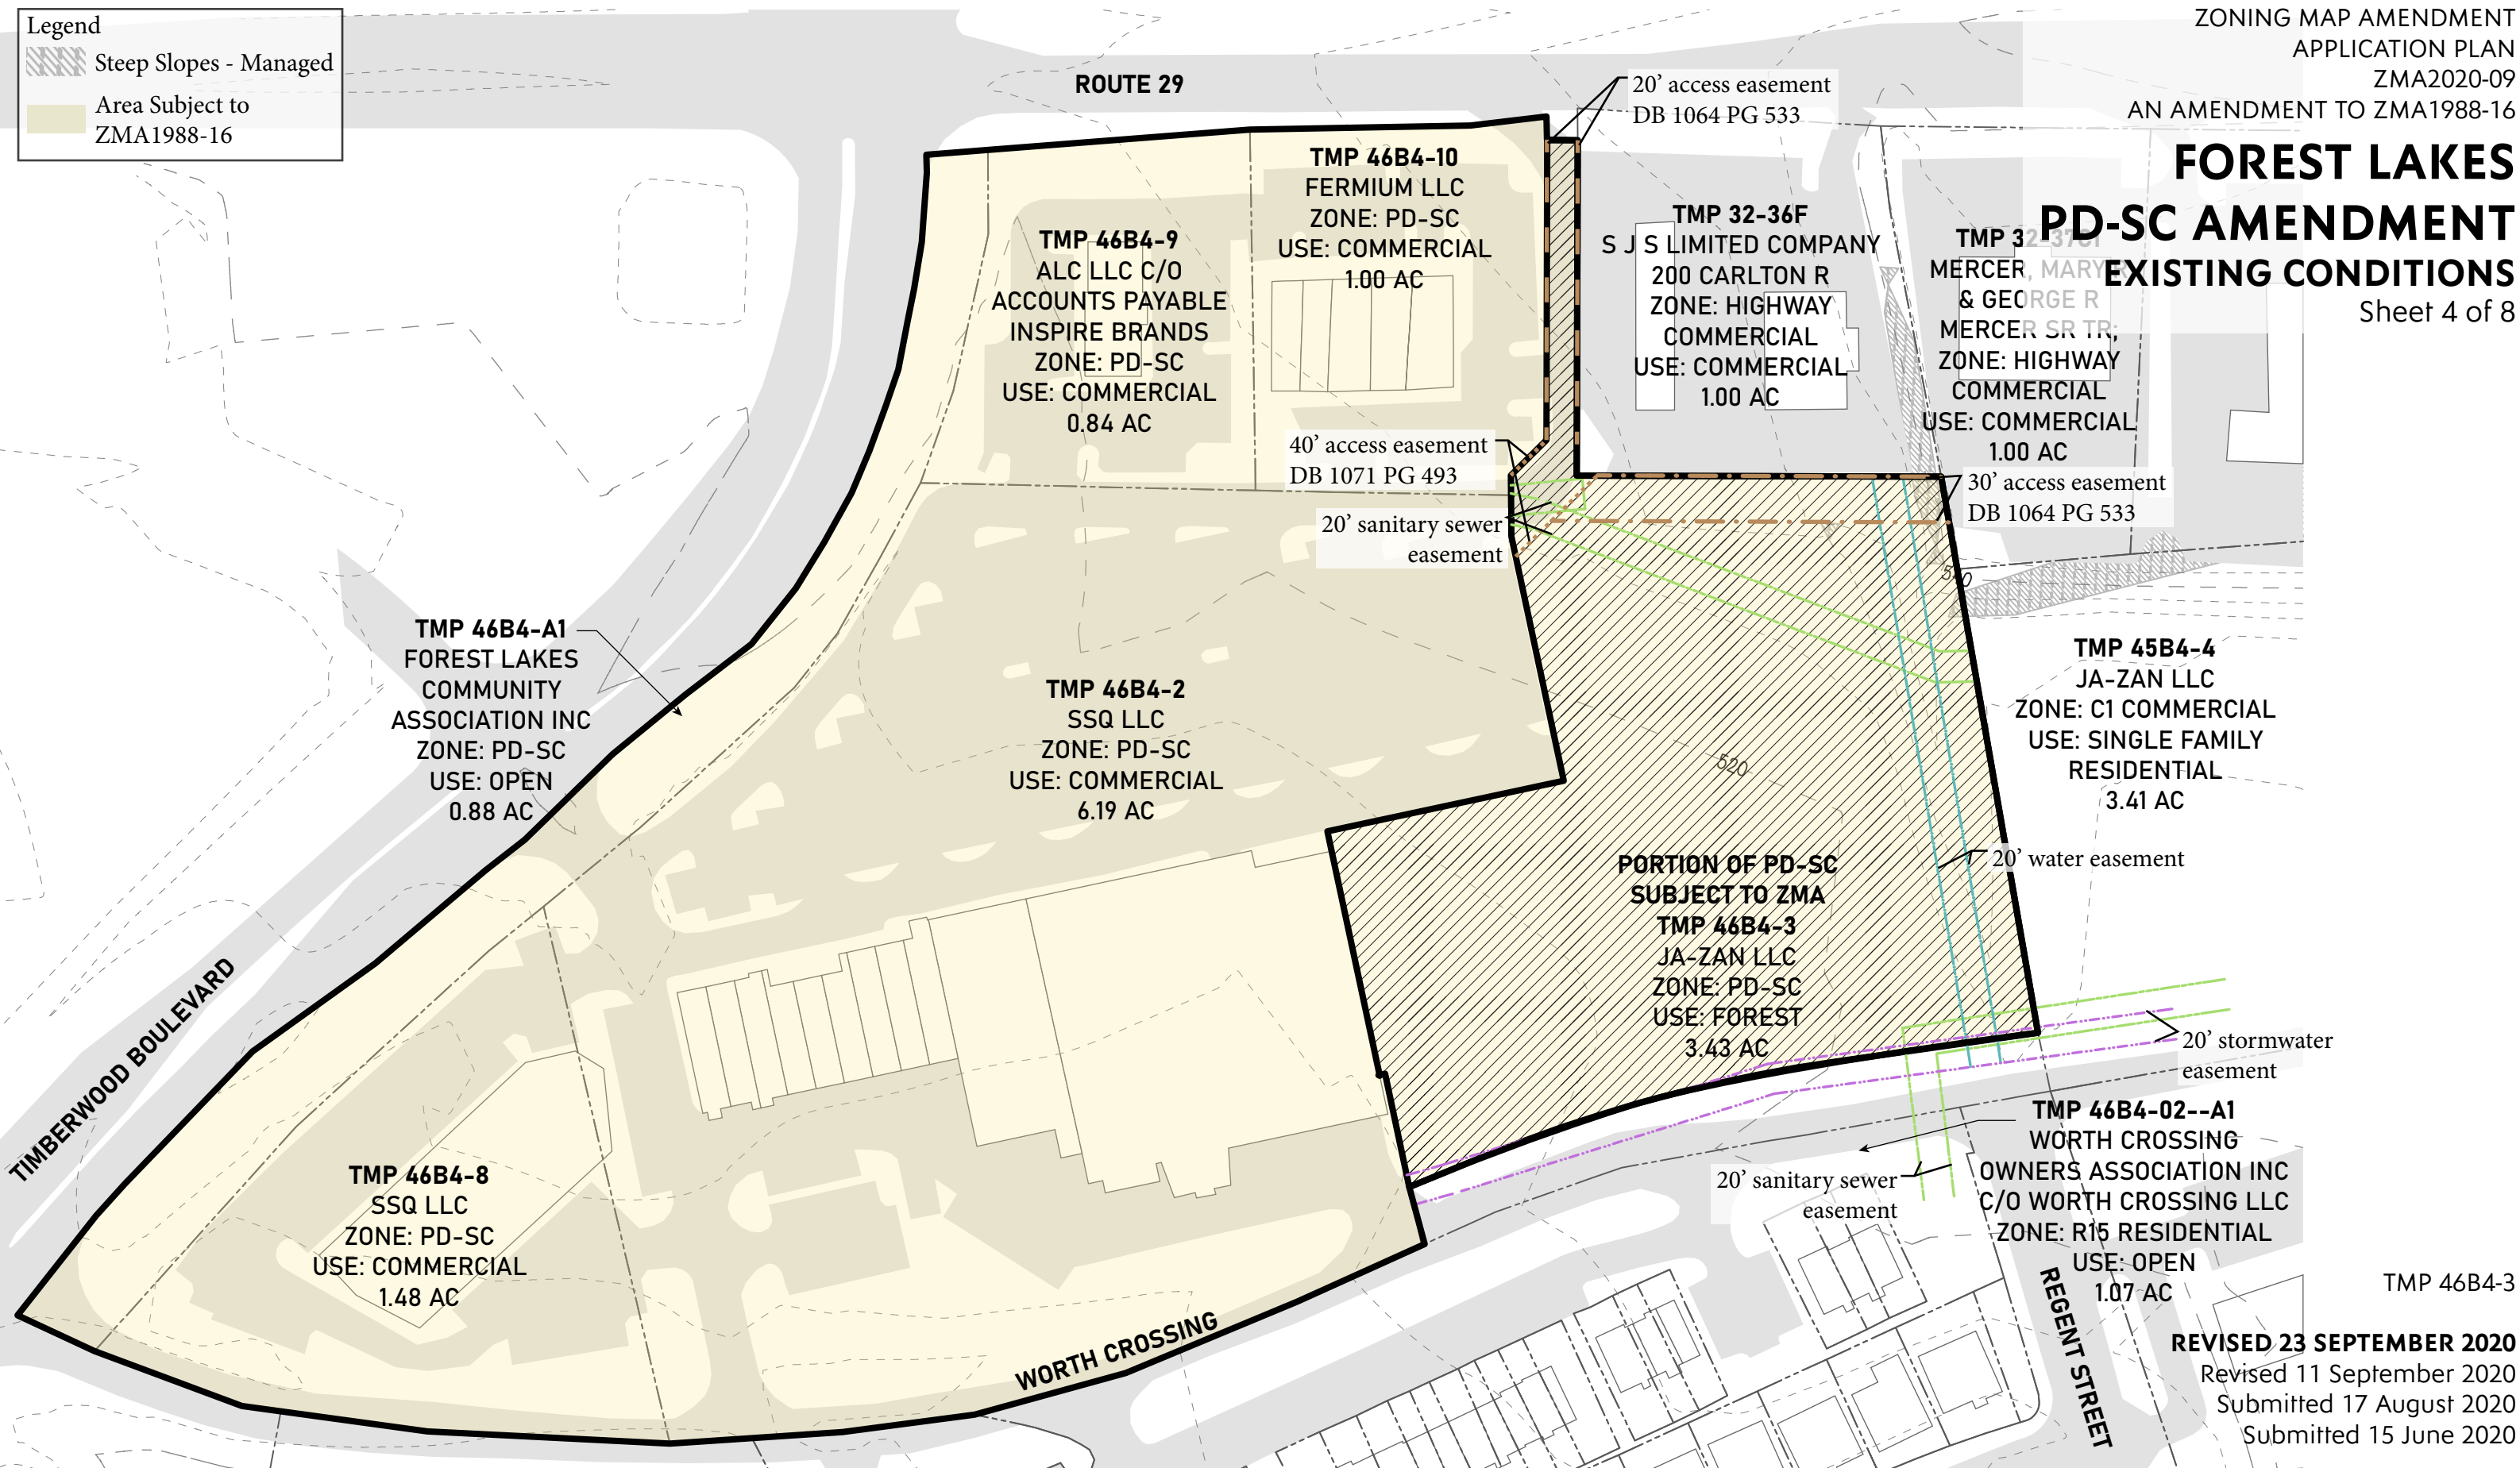 Legend
Steep Slopes - Managed
Area Subject to
ZMA1988-16
ZONING MAP AMENDMENT
APPLICATION PLAN
ZMA2020-09
AN AMENDMENT TO ZMA1988-16
FOREST LAKES
PD-SC AMENDMENT
EXISTING CONDITIONS
Sheet 4 of 8
ROUTE 29
20’ access easement
DB 1064 PG 533
TMP 46B4-10
FERMIUM LLC
ZONE: PD-SC
USE: COMMERCIAL
1.00 AC
TMP 46B4-9
ALC LLC C/O
ACCOUNTS PAYABLE
INSPIRE BRANDS
ZONE: PD-SC
USE: COMMERCIAL
0.84 AC
TMP 32-36F
S J S LIMITED COMPANY
200 CARLTON R
ZONE: HIGHWAY
COMMERCIAL
USE: COMMERCIAL
1.00 AC
TMP
MERCER, MARY R
& GEORGE R
MERCER SR TR;
ZONE: HIGHWAY
COMMERCIAL
USE: COMMERCIAL
1.00 AC
40’ access easement
DB 1071 PG 493
20’ sanitary sewer
easement
30’ access easement
DB 1064 PG 533
TMP 46B4-A1
FOREST LAKES
COMMUNITY
ASSOCIATION INC
ZONE: PD-SC
USE: OPEN
0.88 AC
TMP 46B4-2
SSQ LLC
ZONE: PD-SC
USE: COMMERCIAL
6.19 AC
TMP 45B4-4
JA-ZAN LLC
ZONE: C1 COMMERCIAL
USE: SINGLE FAMILY
RESIDENTIAL
3.41 AC
520
20’ water easement
PORTION OF PD-SC
SUBJECT TO ZMA
TMP 46B4-3
JA-ZAN LLC
ZONE: PD-SC
USE: FOREST
3.43 AC
TIMBERWOOD BOULEVARD
20’ stormwater
easement
TMP 46B4-8
SSQ LLC
ZONE: PD-SC
USE: COMMERCIAL
1.48 AC
20’ sanitary sewer
easement
TMP 46B4-02--A1
WORTH CROSSING
OWNERS ASSOCIATION INC
C/O WORTH CROSSING LLC
ZONE: R15 RESIDENTIAL
USE: OPEN
1.07 AC
WORTH CROSSING
REGENT STREET
TMP 46B4-3
REVISED 23 SEPTEMBER 2020
Revised 11 September 2020
Submitted 17 August 2020
Submitted 15 June 2020